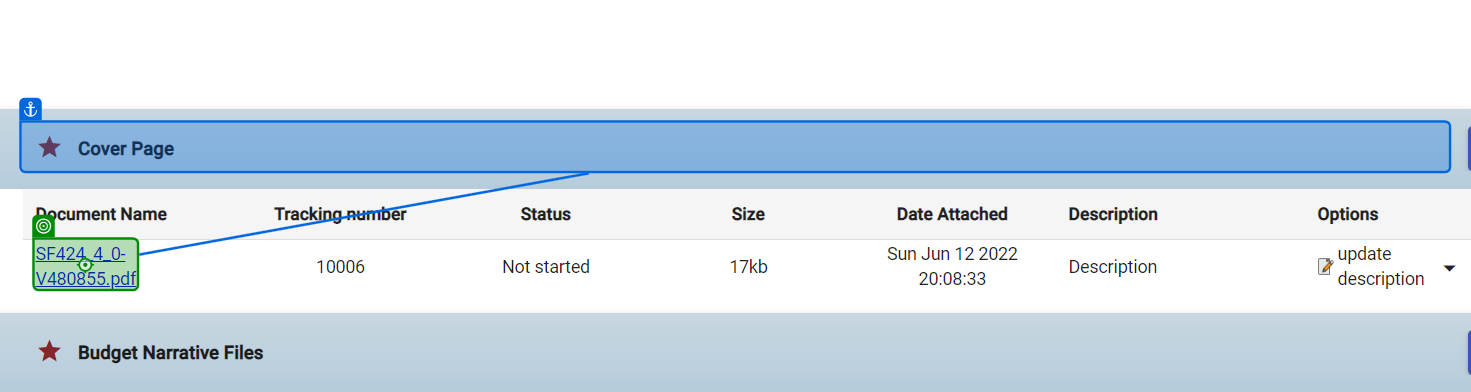 Cover Page
Document Name Tracking number Status Size Date Attached Description Options
SF424_4_0- Sun Jun 12 2022 update
10006 Not started 17kb Description
V480855.pdf 20:08:33 description
Budget Narrative Files